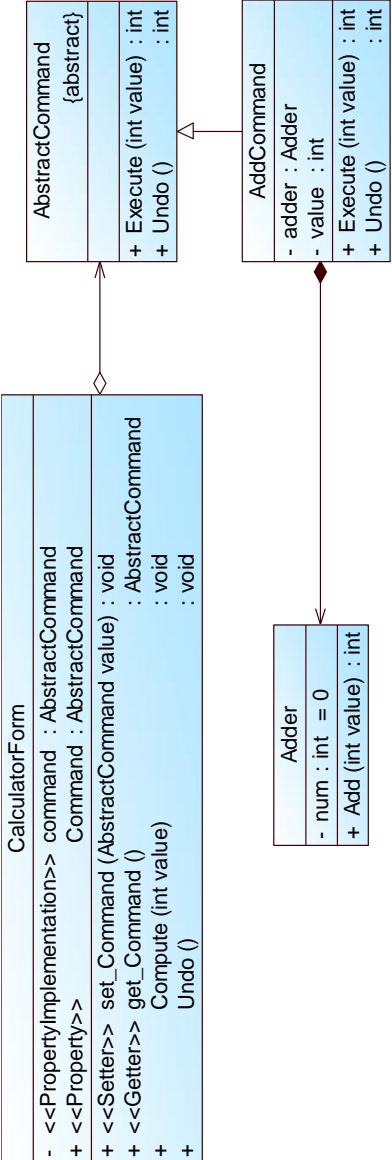 CalculatorForm
- <<PropertyImplementation>> command : AbstractCommand
+ <<Property>> Command : AbstractCommand
+ <<Setter>> set_Command (AbstractCommand value) : void
+ <<Getter>> get_Command () : AbstractCommand
+ Compute (int value) : void
+ Undo () : void
AbstractCommand
{abstract}
+ Execute (int value) : int
+ Undo () : int
Adder
- num : int = 0
+ Add (int value) : int
AddCommand
- adder : Adder
- value : int
+ Execute (int value) : int
+ Undo () : int